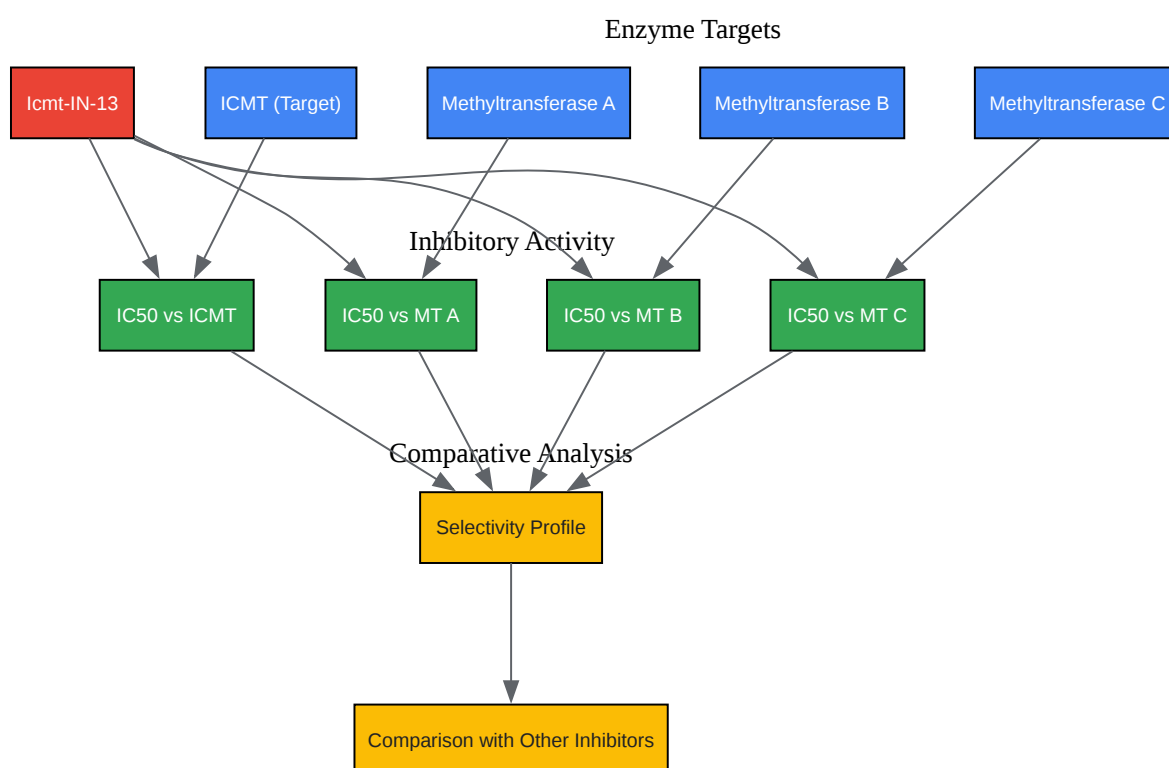 Enzyme Targets
Icmt-IN-13
ICMT (Target)
Methyltransferase A
Methyltransferase B
Methyltransferase C
Inhibitory Activity
IC50 vs ICMT
IC50 vs MT A
IC50 vs MT B
IC50 vs MT C
Comparative Analysis
Selectivity Profile
Comparison with Other Inhibitors